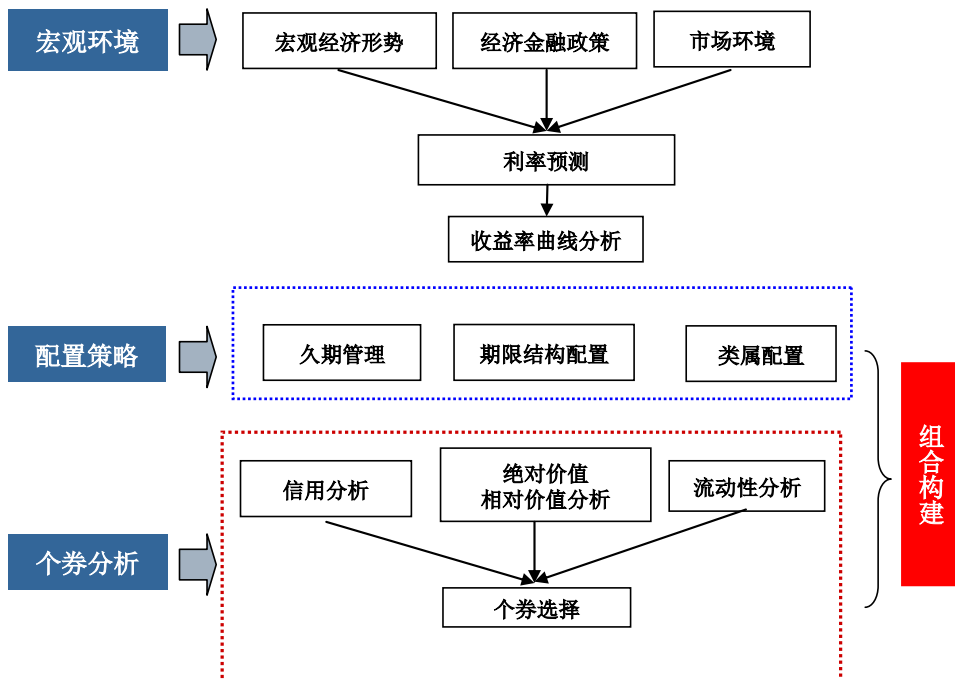 宏观环境
宏观经济形势
经济金融政策
市场环境
利率预测
收益率曲线分析
配置策略
久期管理
期限结构配置
类属配置
组合构建
个券分析
信用分析
绝对价值
相对价值分析
流动性分析
个券选择